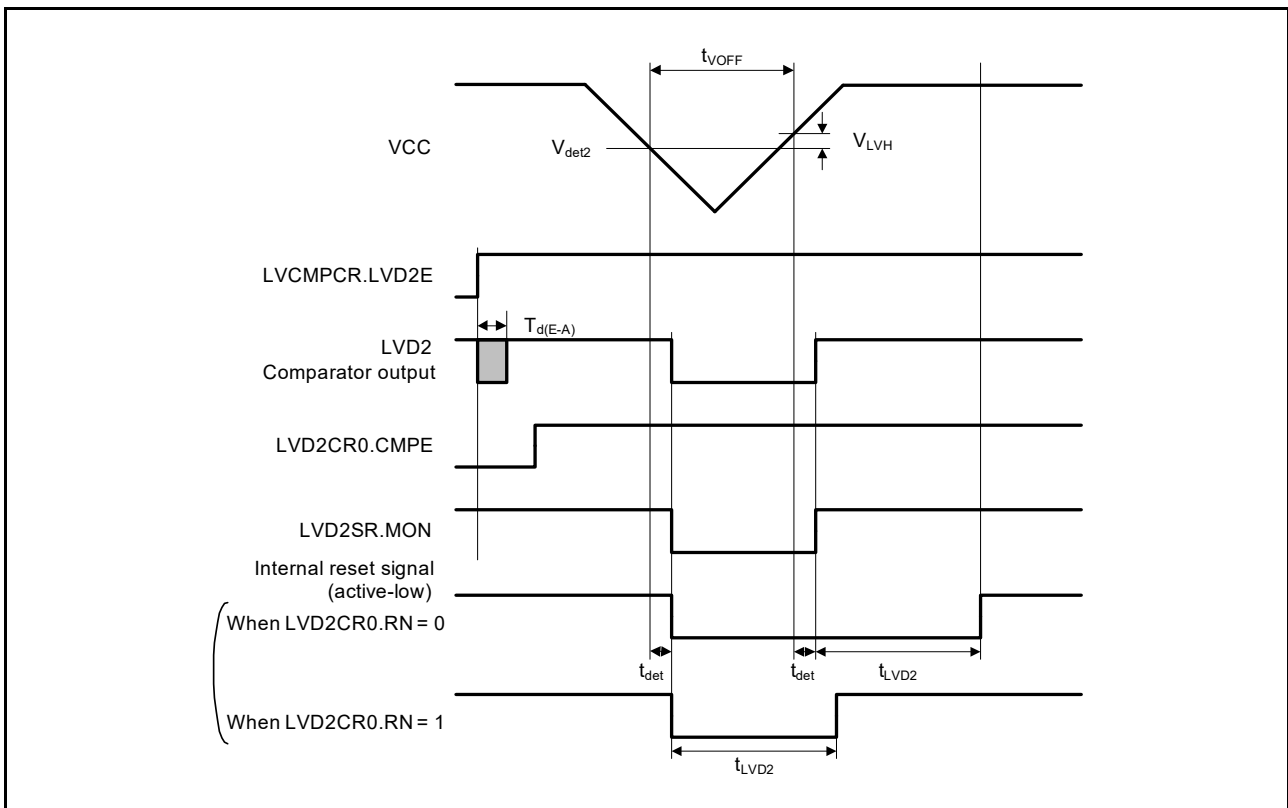 tVOFF
VCC
Vdet2
VLVH
LVCMPCR.LVD2E
Td(E-A)
LVD2
Comparator output
LVD2CR0.CMPE
LVD2SR.MON
Internal reset signal
(active-low)
When LVD2CR0.RN = 0
tdet
tdet
tLVD2
When LVD2CR0.RN = 1
tLVD2